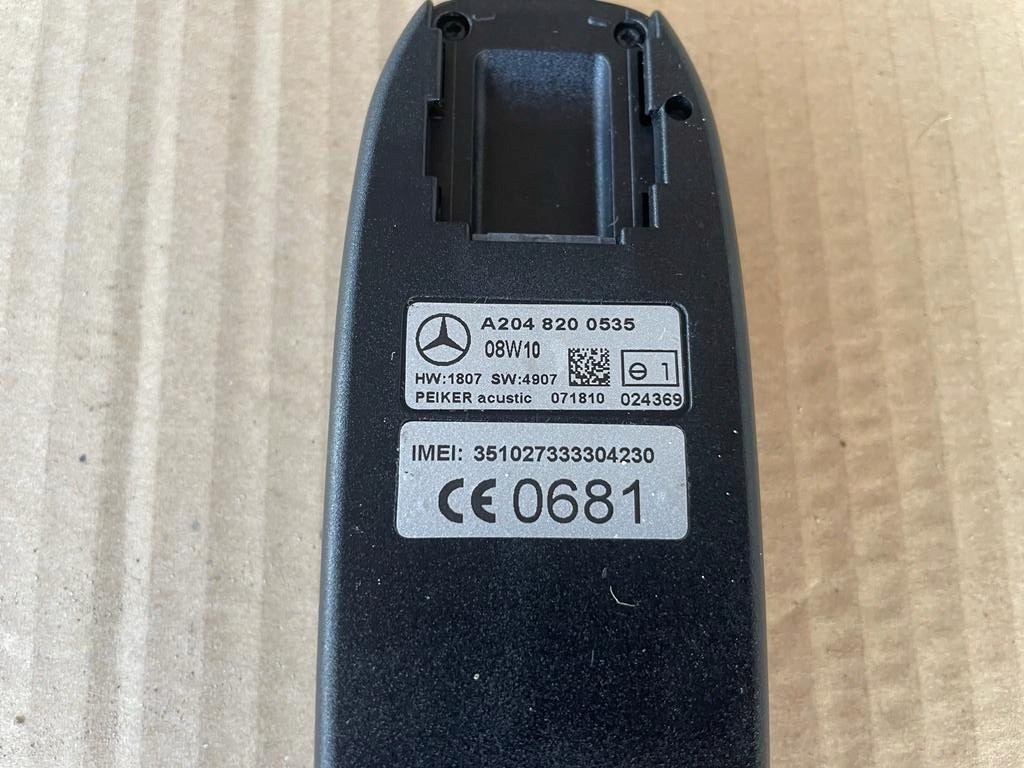 A204 820 0535
08W10
1
HW:1807 SW:4907
PEIKER acustic 071810 024369
IMEI: 351027333304230
CE 0681